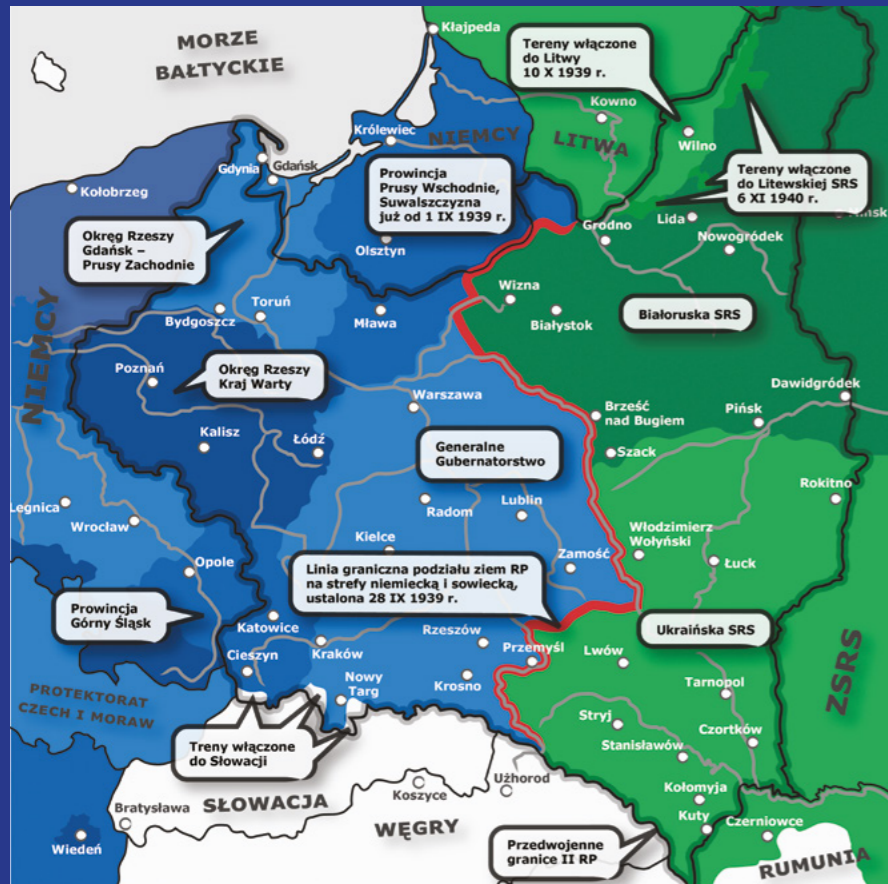 MORZE
BAŁTYCKIE
Kłajpeda
Tereny włączone
do Litwy
10 X 1939 r.
Kowno
LITWA
Wilno
Królewiec
NIEMCY
Gdynia
Gdańsk
Kołobrzeg
Prowincja
Prusy Wschodnie,
Suwalszczyzna
już od 1 IX 1939 r.
Tereny włączone
do Litewskiej SRS
6 XI 1940 r.
Mińsk
Okręg Rzeszy
Gdańsk –
Prusy Zachodnie
Olsztyn
Grodno
Lida
Nowogródek
NIEMCY
Bydgoszcz
Toruń
Mława
Wizna
Białystok
Białoruska SRS
Poznań
Okręg Rzeszy
Kraj Warty
Warszawa
Brześć
nad Bugiem
Pińsk
Dawidgródek
Kalisz
Łódź
Generalne
Gubernatorstwo
Szack
Legnica
Wrocław
Radom
Lublin
Rokitno
Opole
Kielce
Zamość
Włodzimierz
Wołyński
Łuck
Linia graniczna podziału ziem RP
na strefy niemiecką i sowiecką,
ustalona 28 IX 1939 r.
Prowincja
Górny Śląsk
Katowice
Kraków
Rzeszów
Przemyśl
Ukraińska SRS
Lwów
Cieszyn
Nowy
Targ
Krosno
Tarnopol
ZSRS
PROTEKTORAT
CZECH I MORAW
Stryj
Stanisławów
Czortków
Treny włączone
do Słowacji
SŁOWACJA
Koszyce
Użhorod
Kołomyja
Kuty
Czerniowce
Bratysława
WĘGRY
Wiedeń
Przedwojenne
granice II RP
RUMUNIA